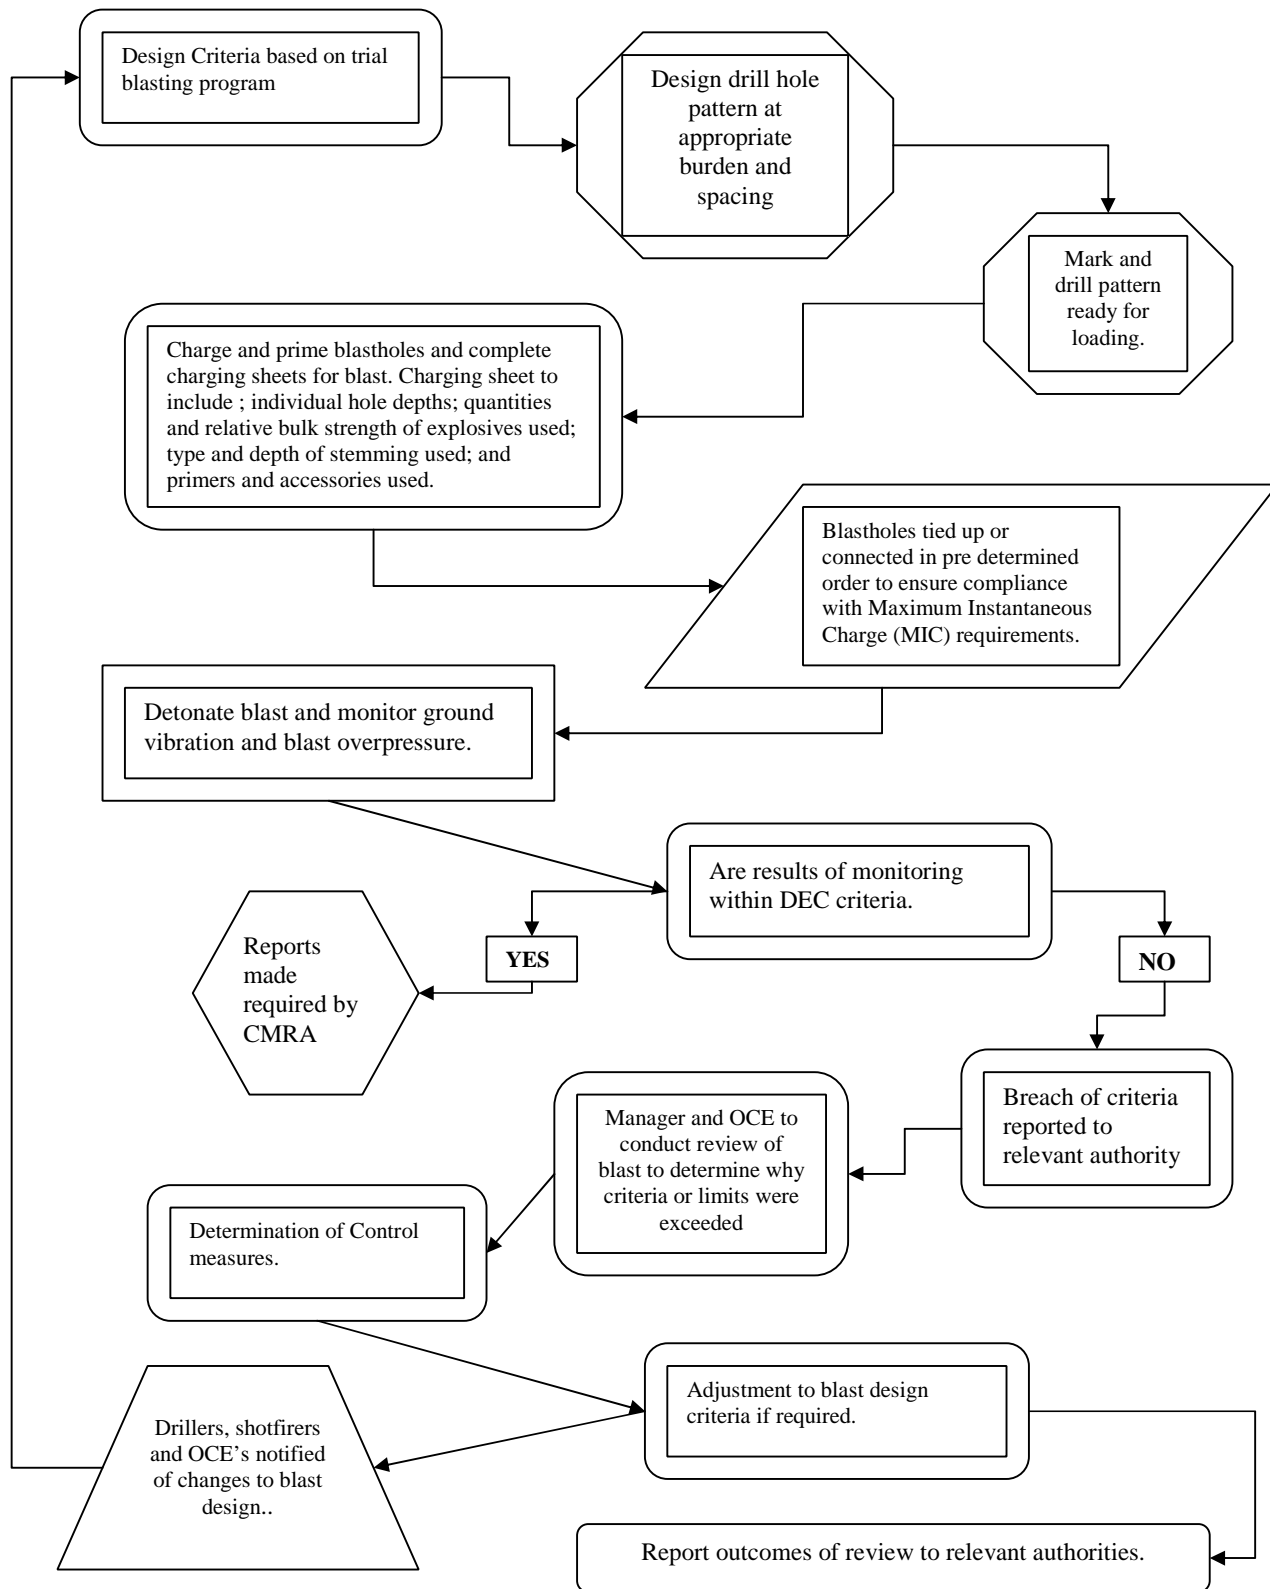 Design Criteria based on trial
blasting program
Design drill hole
pattern at
appropriate
burden and
spacing
Mark and
drill pattern
ready for
loading.
Charge and prime blastholes and complete
charging sheets for blast. Charging sheet to
include ; individual hole depths; quantities
and relative bulk strength of explosives used;
type and depth of stemming used; and
primers and accessories used.
Blastholes tied up or
connected in pre determined
order to ensure compliance
with Maximum Instantaneous
Charge (MIC) requirements.
Detonate blast and monitor ground
vibration and blast overpressure.
Are results of monitoring
within DEC criteria.
YES
NO
Reports
made
required by
CMRA
Breach of criteria
reported to
relevant authority
Manager and OCE to
conduct review of
blast to determine why
criteria or limits were
exceeded
Determination of Control
measures.
Adjustment to blast design
criteria if required.
Drillers, shotfirers
and OCE’s notified
of changes to blast
design..
Report outcomes of review to relevant authorities.